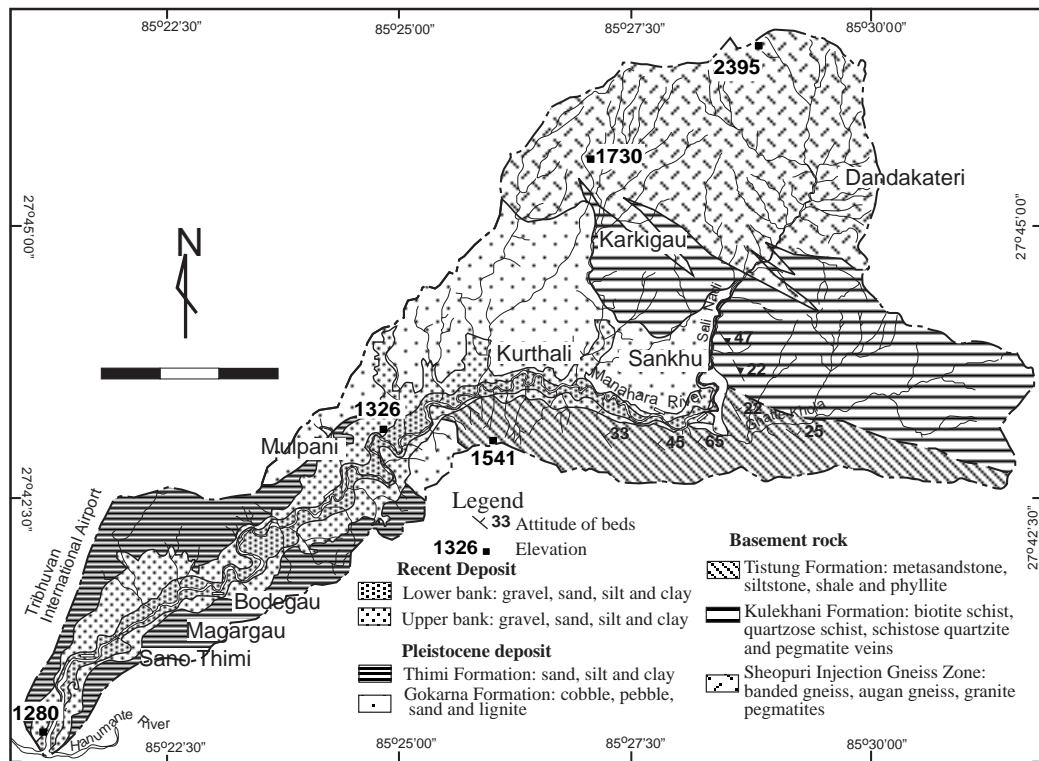 85°22'30”
85°25'00”
85°27'30”
85°30'00”
2395
1730
Dandakateri
27°45'00”
27°45'00”
Karkigau
N
Sali Nadi
47
Kurthali
Sankhu
22
Manahara River
1326
22
Ghatte Khola
33
45
65
25
Mulpani
1541
27°42'3,0”
27°42'30”
Tribhuvan
International Airport
Bodegau
Magargau
Sano-Thimi
1280
Hanumante River
Legend
33 Attitude of beds
1326 Elevation
Recent Deposit
Lower bank: gravel, sand, silt and clay
Upper bank: gravel, sand, silt and clay
Pleistocene deposit
Thimi Formation: sand, silt and clay
Gokarna Formation: cobble, pebble,
sand and lignite
Basement rock
Tistung Formation: metasandstone,
siltstone, shale and phyllite
Kulekhani Formation: biotite schist,
quartzose schist, schistose quartzite
and pegmatite veins
Sheopuri Injection Gneiss Zone:
banded gneiss, augan gneiss, granite
pegmatites
85°22'30”
85°25'00”
85°27'30”
85°30'00”